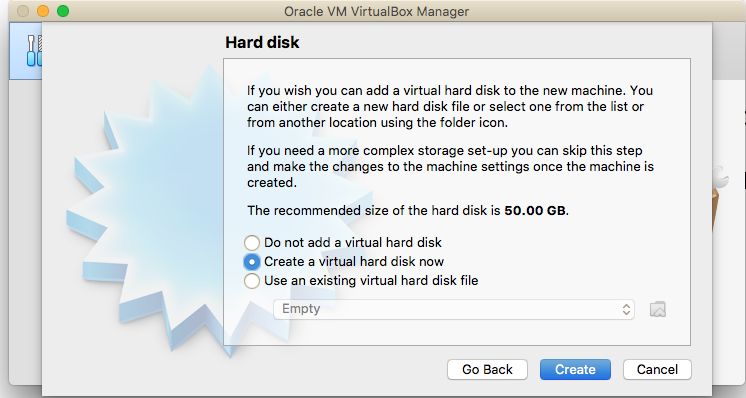 Oracle VM VirtualBox Manager
Hard disk
If you wish you can add a virtual hard disk to the new machine. You
can either create a new hard disk file or select one from the list or
from another location using the folder icon.
If you need a more complex storage set-up you can skip this step
and make the changes to the machine settings once the machine is
created.
The recommended size of the hard disk is 50.00 GB.
Do not add a virtual hard disk
Create a virtual hard disk now
Use an existing virtual hard disk file
Empty
Go Back
Create
Cancel